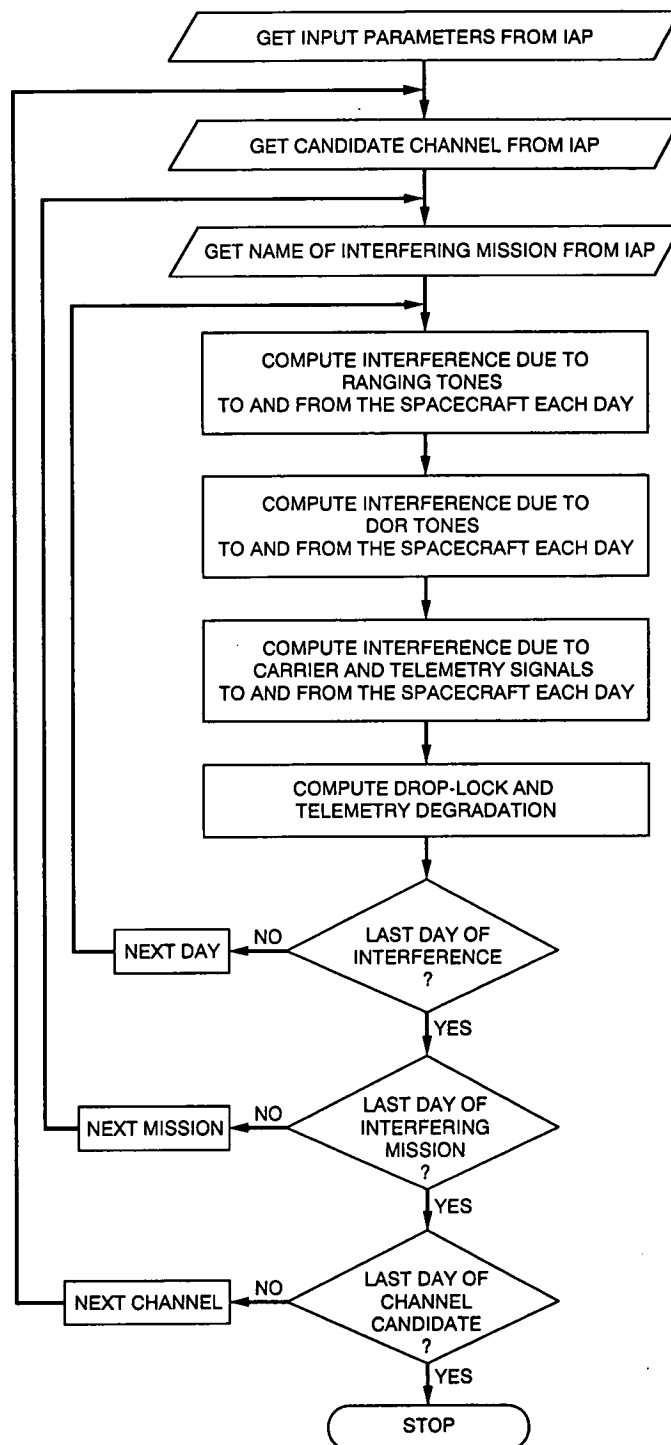 GET INPUT PARAMETERS FROM IAP
GET CANDIDATE CHANNEL FROM IAP
GET NAME OF INTERFERING MISSION FROM IAP
COMPUTE INTERFERENCE DUE TO
RANGING TONES
TO AND FROM THE SPACECRAFT EACH DAY
COMPUTE INTERFERENCE DUE TO
DOR TONES
TO AND FROM THE SPACECRAFT EACH DAY
COMPUTE INTERFERENCE DUE TO
CARRIER AND TELEMETRY SIGNALS
TO AND FROM THE SPACECRAFT EACH DAY
COMPUTE DROP-LOCK AND
TELEMETRY DEGRADATION
LAST DAY OF
INTERFERENCE
?
NO
NEXT DAY
YES
LAST DAY OF
INTERFERING
MISSION
?
NO
NEXT MISSION
YES
LAST DAY OF
CHANNEL
CANDIDATE
?
NO
NEXT CHANNEL
YES
STOP